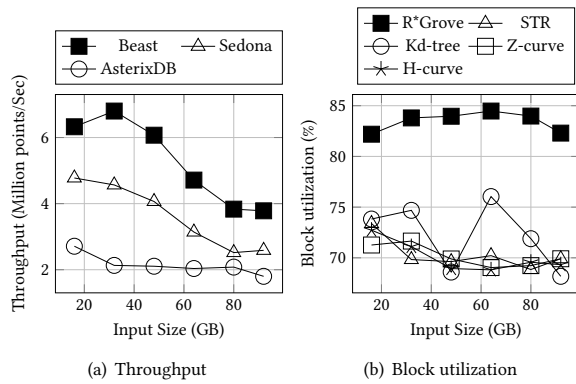 Beast
Sedona
AsterixDB
Throughput (Million points/Sec)
6
4
2
20 40 60 80
Input Size (GB)
(a) Throughput
R*Grove
STR
Kd-tree
Z-curve
H-curve
Block utilization (%)
85
80
75
70
20 40 60 80
Input Size (GB)
(b) Block utilization